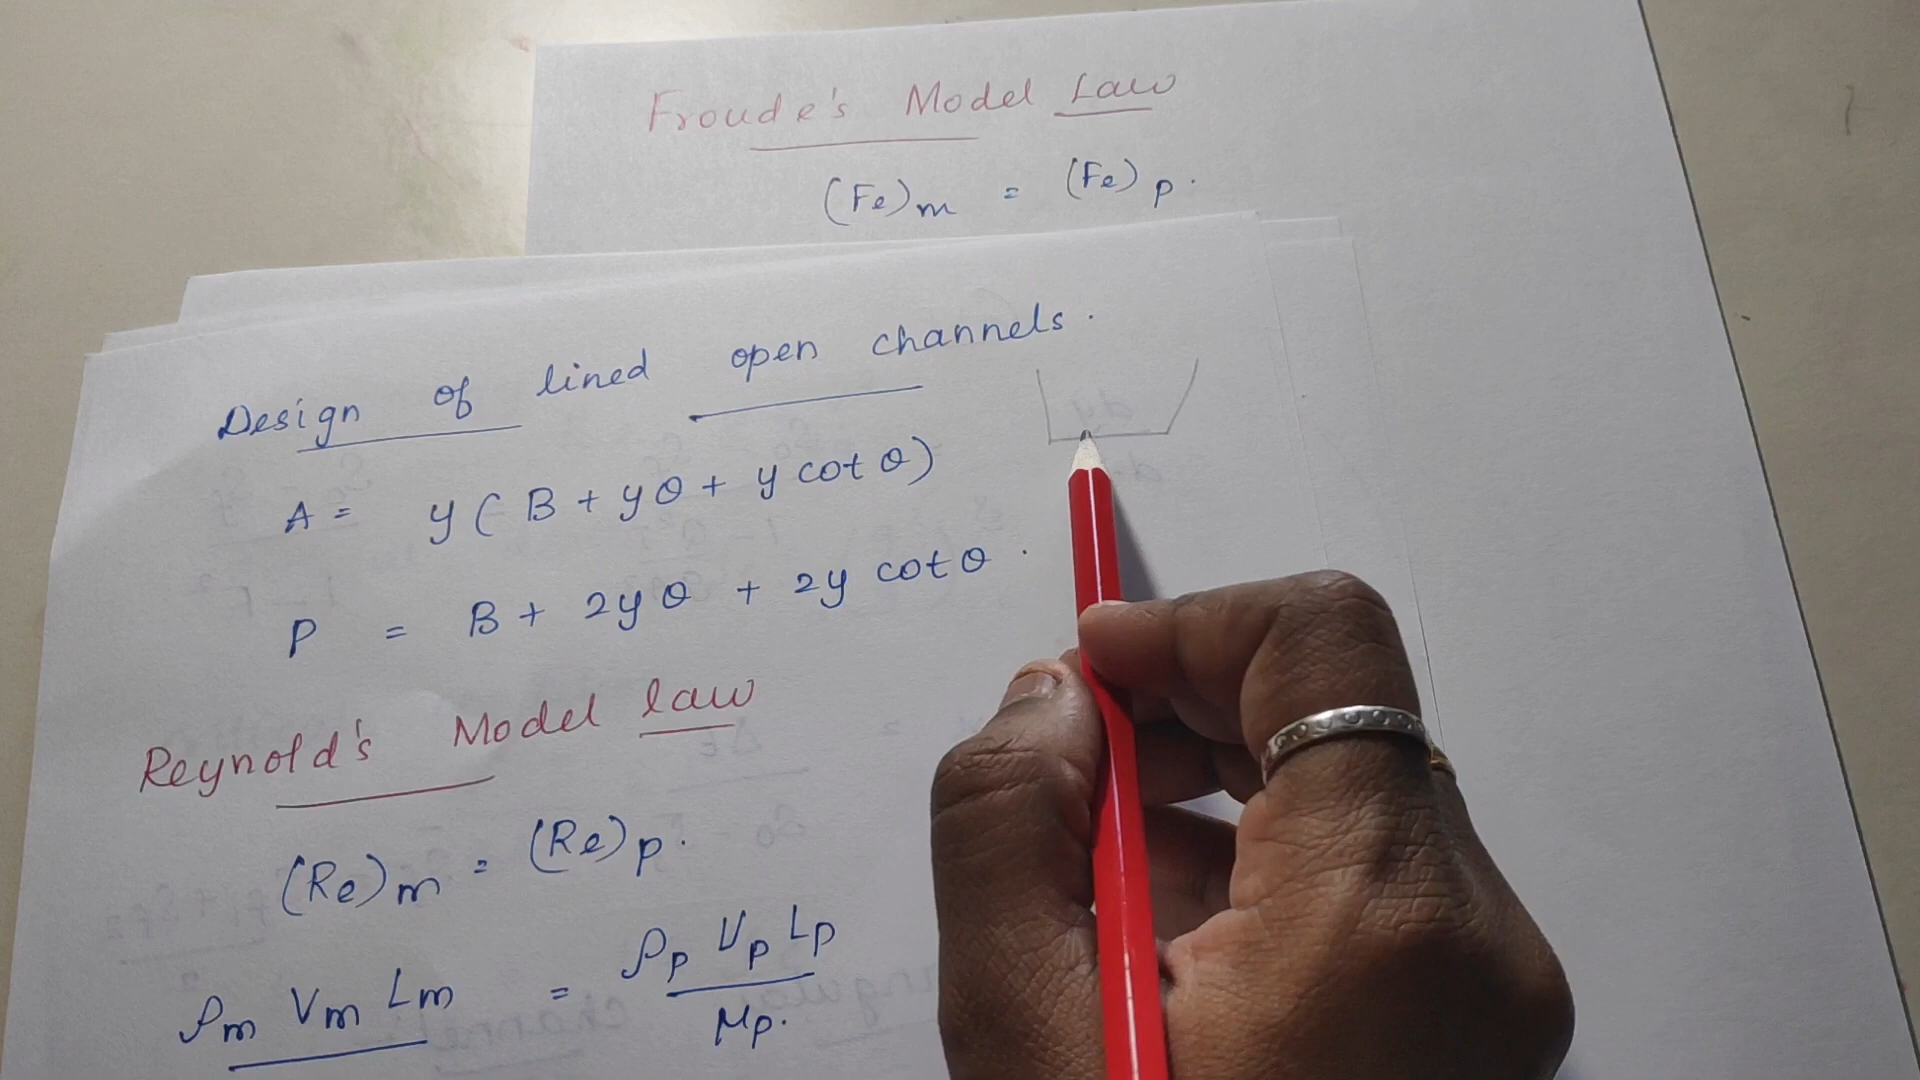 Froude's Model Law
(Fe)m = (Fe)p.
Design of lined open channels.
A = y(B + yθ + y cot θ)
P = B + 2yθ + 2y cot θ.
Reynold's Model law
(Re)m = (Re)p.
ρm Vm Lm = ρp Vp Lp
μp.